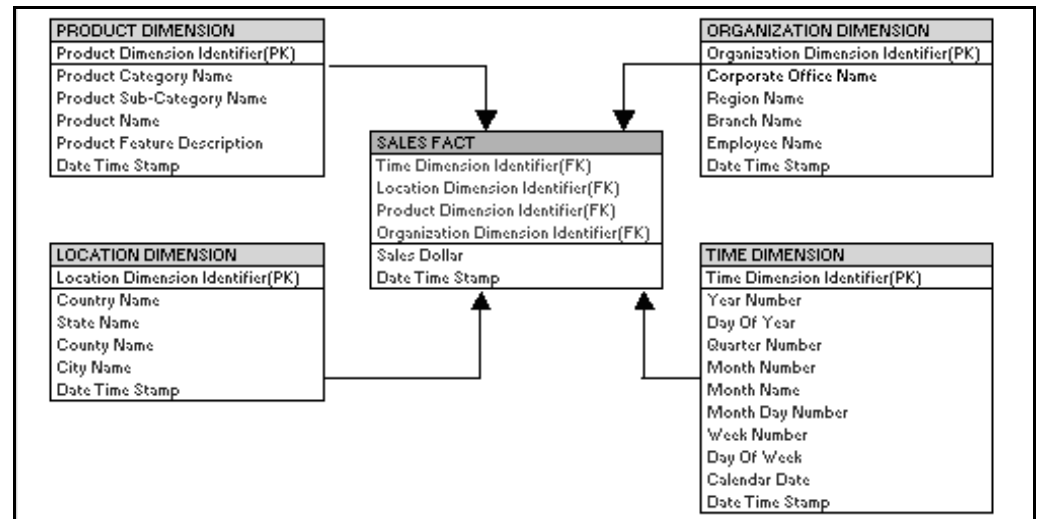 PRODUCT DIMENSION
Product Dimension Identifier(PK)
Product Category Name
Product Sub-Category Name
Product Name
Product Feature Description
Date Time Stamp
ORGANIZATION DIMENSION
Organization Dimension Identifier(PK)
Corporate Office Name
Region Name
Branch Name
Employee Name
Date Time Stamp
SALES FACT
Time Dimension Identifier(FK)
Location Dimension Identifier(FK)
Product Dimension Identifier(FK)
Organization Dimension Identifier(FK)
Sales Dollar
Date Time Stamp
LOCATION DIMENSION
Location Dimension Identifier(PK)
Country Name
State Name
County Name
City Name
Date Time Stamp
TIME DIMENSION
Time Dimension Identifier(PK)
Year Number
Day Of Year
Quarter Number
Month Number
Month Name
Month Day Number
Week Number
Day Of Week
Calendar Date
Date Time Stamp